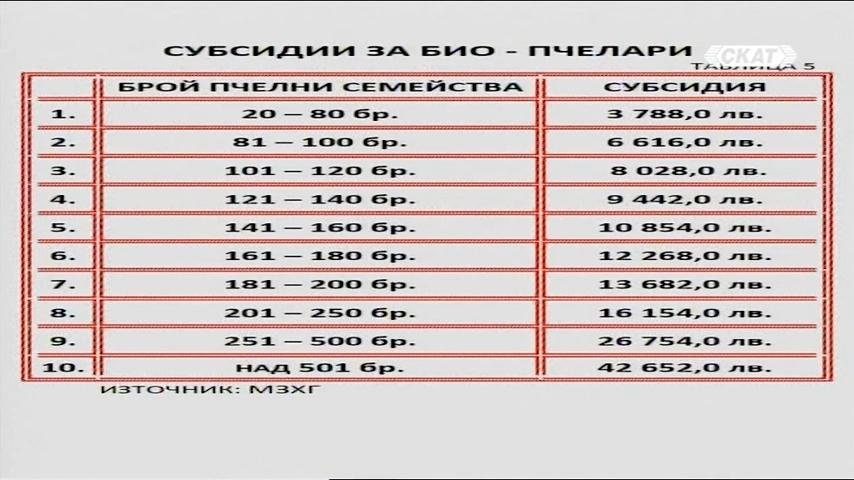 СУБСИДИИ ЗА БИО - ПЧЕЛАРИ
СКАТ
ТАБЛИЦА 5
БРОЙ ПЧЕЛНИ СЕМЕЙСТВА СУБСИДИЯ
1. 20 – 80 бр. 3 788,0 лв.
2. 81 – 100 бр. 6 616,0 лв.
3. 101 – 120 бр. 8 028,0 лв.
4. 121 – 140 бр. 9 442,0 лв.
5. 141 – 160 бр. 10 854,0 лв.
6. 161 – 180 бр. 12 268,0 лв.
7. 181 – 200 бр. 13 682,0 лв.
8. 201 – 250 бр. 16 154,0 лв.
9. 251 – 500 бр. 26 754,0 лв.
10. НАД 501 бр. 42 652,0 лв.
ИЗТОЧНИК: МЗХГ